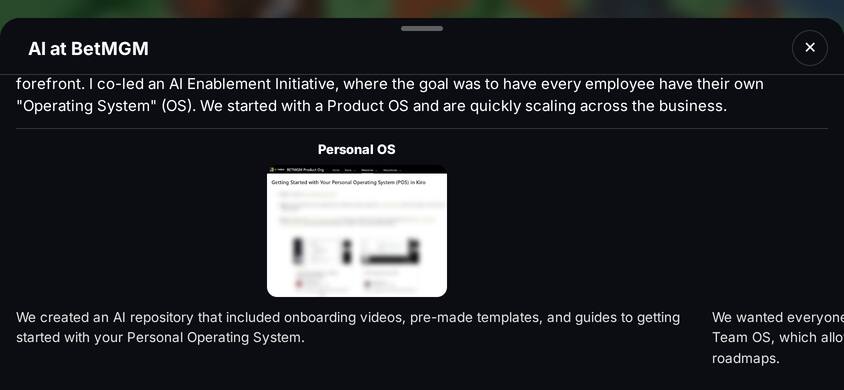 AI at BetMGM
forefront. I co-led an AI Enablement Initiative, where the goal was to have every employee have their own
"Operating System" (OS). We started with a Product OS and are quickly scaling across the business.
Personal OS
BETMGM Product Org
Getting Started with Your Personal Operating System (POS) in Kiro
We created an AI repository that included onboarding videos, pre-made templates, and guides to getting
started with your Personal Operating System.
We wanted everyone
Team OS, which allo
roadmaps.